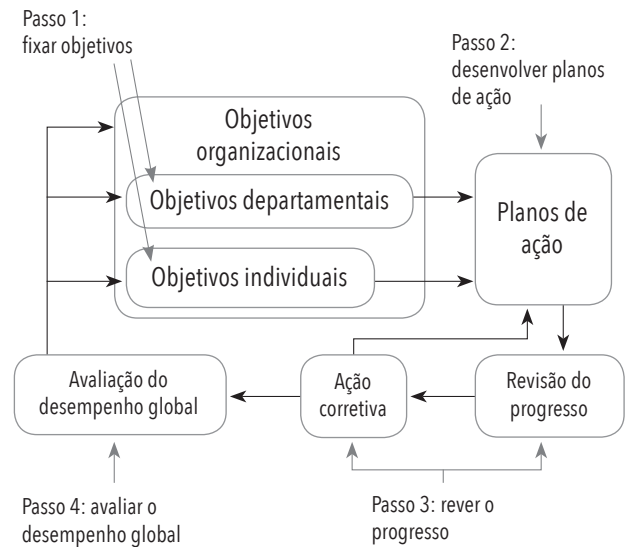 Passo 1:
fixar objetivos
Passo 2:
desenvolver planos
de ação
Objetivos
organizacionais
Objetivos departamentais
Objetivos individuais
Planos de
ação
Avaliação do
desempenho global
Ação
corretiva
Revisão do
progresso
Passo 4: avaliar o
desempenho global
Passo 3: rever o
progresso